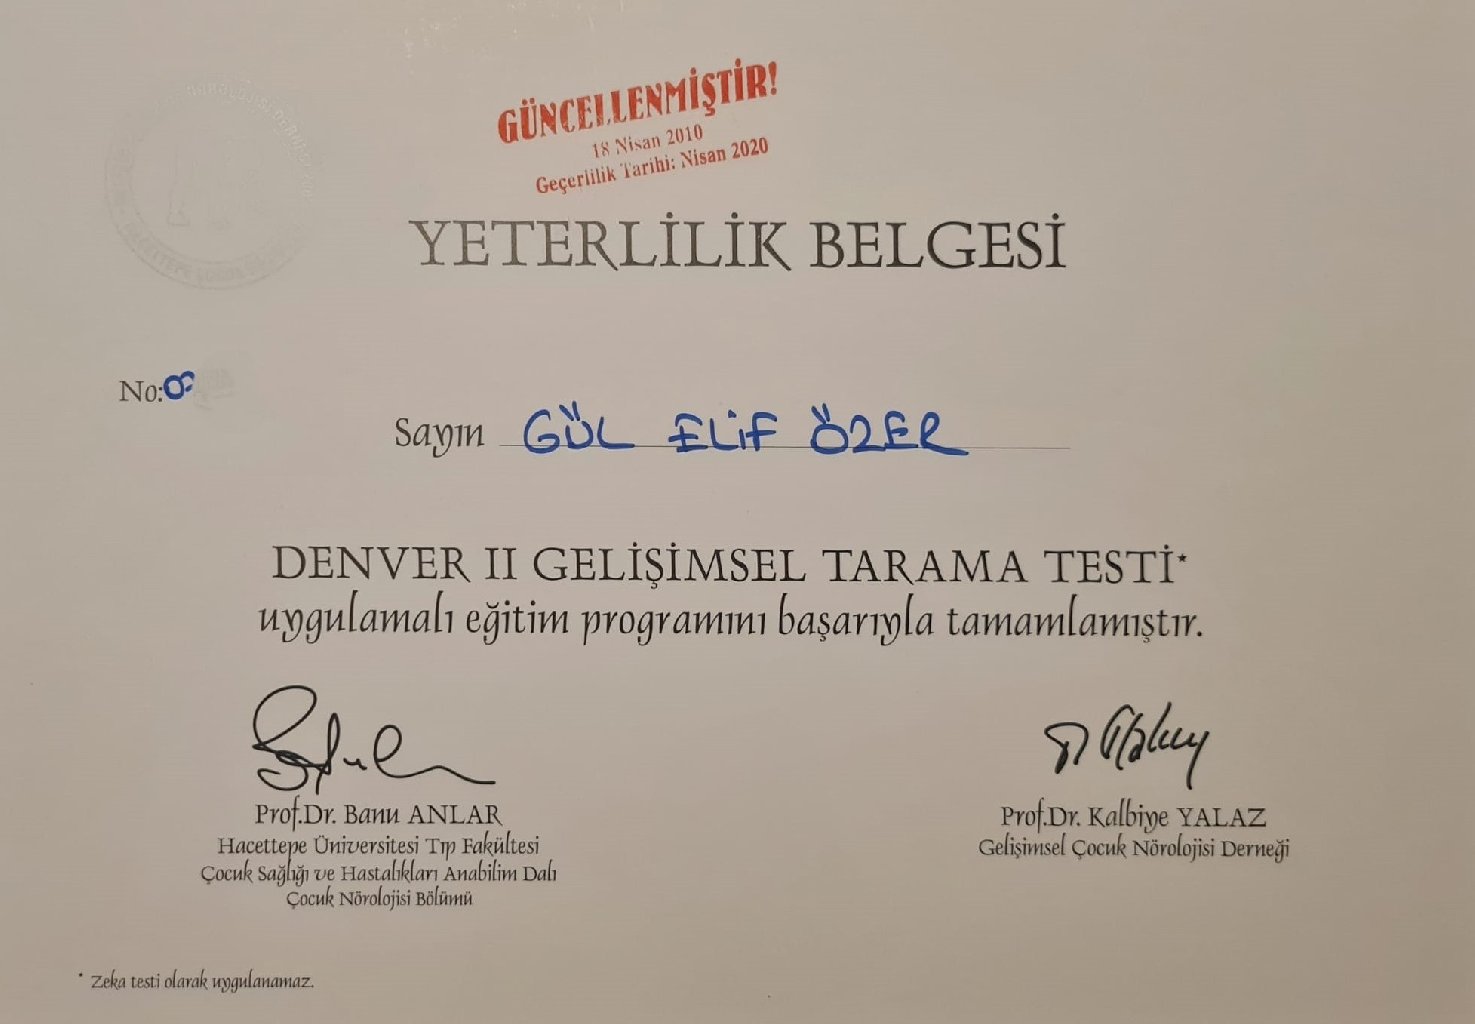 GÜNCELLENMİŞTİR!
18 Nisan 2010
Geçerlilik Tarihi: Nisan 2020
YETERLİLİK BELGESİ
No:
Sayın GÜL ELİF ÖZER
DENVER II GELİŞİMSEL TARAMA TESTİ*
uygulamalı eğitim programını başarıyla tamamlamıştır.
Prof.Dr. Banu ANLAR
Hacettepe Üniversitesi Tıp Fakültesi
Çocuk Sağlığı ve Hastalıkları Anabilim Dalı
Çocuk Nörolojisi Bölümü
Prof.Dr. Kalbiye YALAZ
Gelişimsel Çocuk Nörolojisi Derneği
* Zeka testi olarak uygulanamaz.